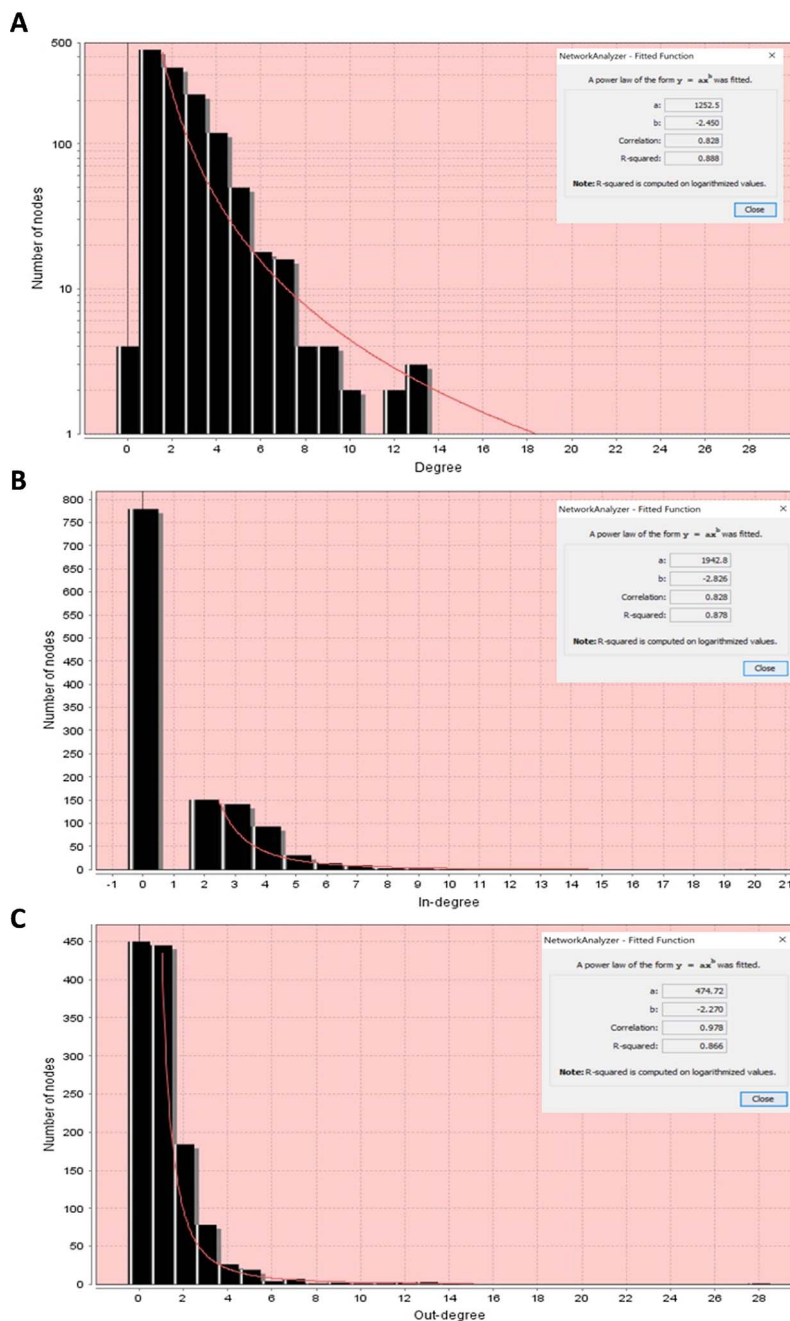 A
500
100
10
1
Number of nodes
0 2 4 6 8 10 12 14 16 18 20 22 24 26 28
Degree
NetworkAnalyzer - Fitted Function ×
A power law of the form y = ax^b was fitted.
a: 1252.5
b: -2.450
Correlation: 0.828
R-squared: 0.888
Note: R-squared is computed on logarithmized values.
Close
B
800
750
700
650
600
550
500
450
400
350
300
250
200
150
100
50
0
Number of nodes
-1 0 1 2 3 4 5 6 7 8 9 10 11 12 13 14 15 16 17 18 19 20 21
In-degree
NetworkAnalyzer - Fitted Function ×
A power law of the form y = ax^b was fitted.
a: 1942.8
b: -2.826
Correlation: 0.828
R-squared: 0.878
Note: R-squared is computed on logarithmized values.
Close
C
450
400
350
300
250
200
150
100
50
0
Number of nodes
0 2 4 6 8 10 12 14 16 18 20 22 24 26 28
Out-degree
NetworkAnalyzer - Fitted Function ×
A power law of the form y = ax^b was fitted.
a: 474.72
b: -2.270
Correlation: 0.978
R-squared: 0.866
Note: R-squared is computed on logarithmized values.
Close